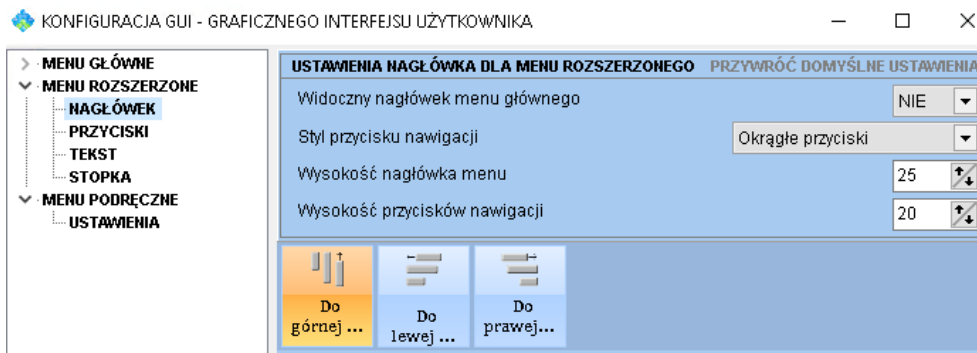 KONFIGURACJA GUI - GRAFICZNEGO INTERFEJSU UŻYTKOWNIKA
MENU GŁÓWNE
MENU ROZSZERZONE
NAGŁÓWEK
PRZYCISKI
TEKST
STOPKA
MENU PODRĘCZNE
USTAWIENIA
USTAWIENIA NAGŁÓWKA DLA MENU ROZSZERZONEGO PRZYWRÓĆ DOMYŚLNE USTAWIENIA
Widoczny nagłówek menu głównego NIE
Styl przycisku nawigacji Okrągłe przyciski
Wysokość nagłówka menu 25
Wysokość przycisków nawigacji 20
Do górnej ...
Do lewej ...
Do prawej...